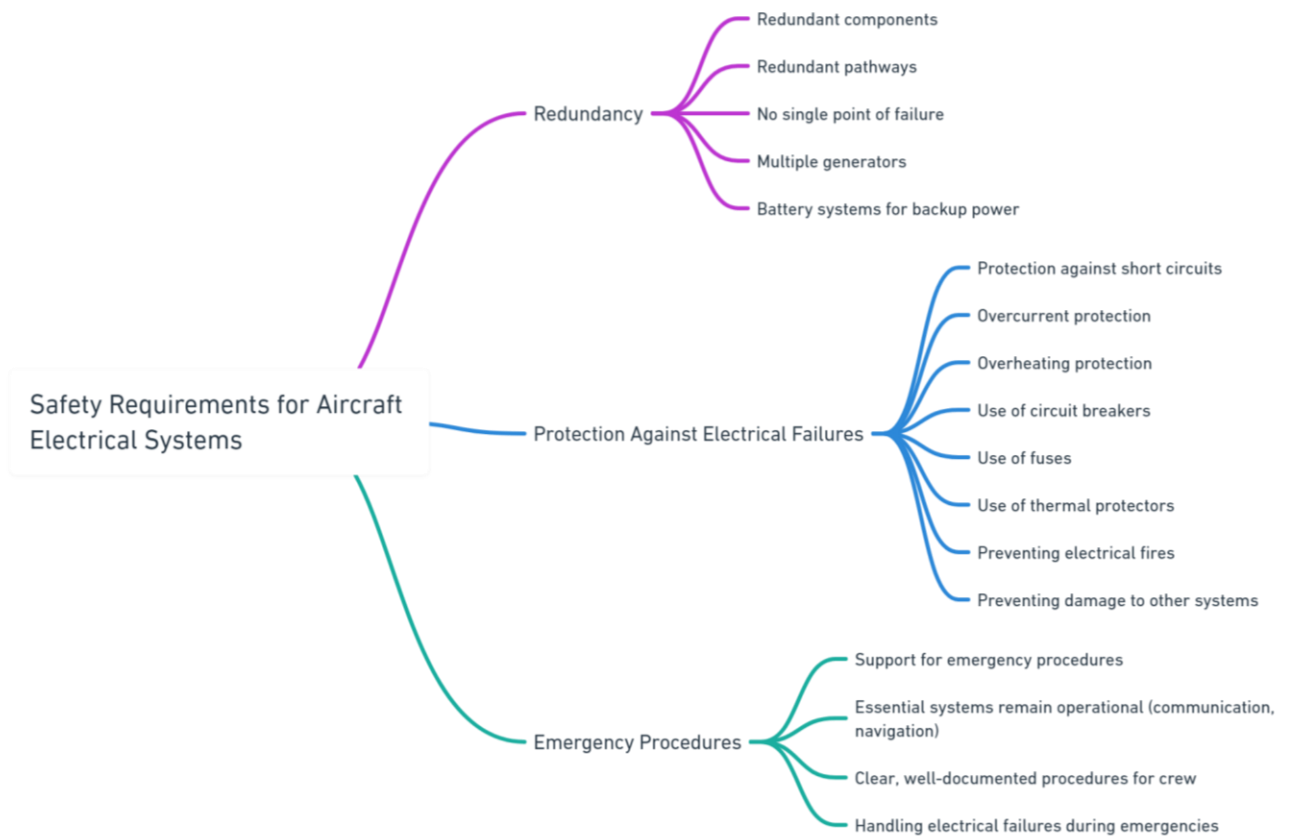 Safety Requirements for Aircraft
Electrical Systems
Redundancy
Redundant components
Redundant pathways
No single point of failure
Multiple generators
Battery systems for backup power
Protection Against Electrical Failures
Protection against short circuits
Overcurrent protection
Overheating protection
Use of circuit breakers
Use of fuses
Use of thermal protectors
Preventing electrical fires
Preventing damage to other systems
Emergency Procedures
Support for emergency procedures
Essential systems remain operational (communication,
navigation)
Clear, well-documented procedures for crew
Handling electrical failures during emergencies